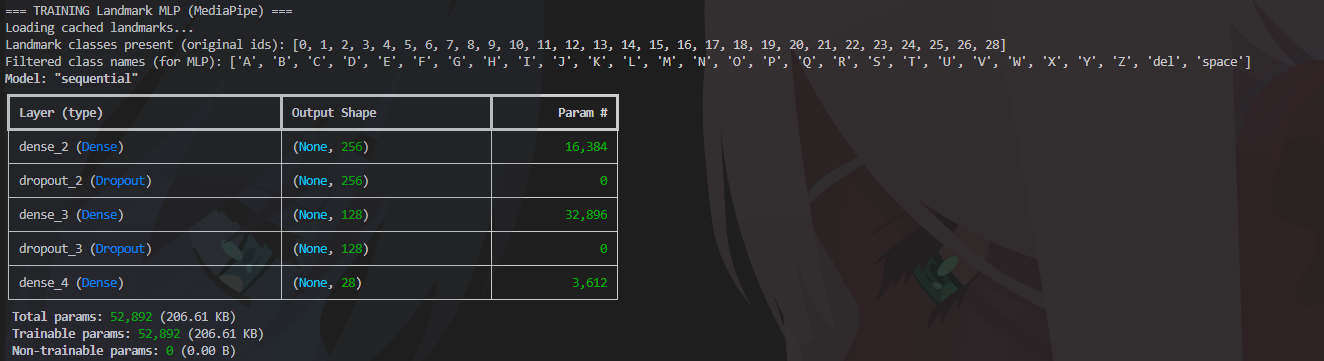 === TRAINING Landmark MLP (MediaPipe) ===
Loading cached landmarks...
Landmark classes present (original ids): [0, 1, 2, 3, 4, 5, 6, 7, 8, 9, 10, 11, 12, 13, 14, 15, 16, 17, 18, 19, 20, 21, 22, 23, 24, 25, 26, 28]
Filtered class names (for MLP): ['A', 'B', 'C', 'D', 'E', 'F', 'G', 'H', 'I', 'J', 'K', 'L', 'M', 'N', 'O', 'P', 'Q', 'R', 'S', 'T', 'U', 'V', 'W', 'X', 'Y', 'Z', 'del', 'space']
Model: "sequential"
Layer (type) Output Shape Param #
dense_2 (Dense) (None, 256) 16,384
dropout_2 (Dropout) (None, 256) 0
dense_3 (Dense) (None, 128) 32,896
dropout_3 (Dropout) (None, 128) 0
dense_4 (Dense) (None, 28) 3,612
Total params: 52,892 (206.61 KB)
Trainable params: 52,892 (206.61 KB)
Non-trainable params: 0 (0.00 B)